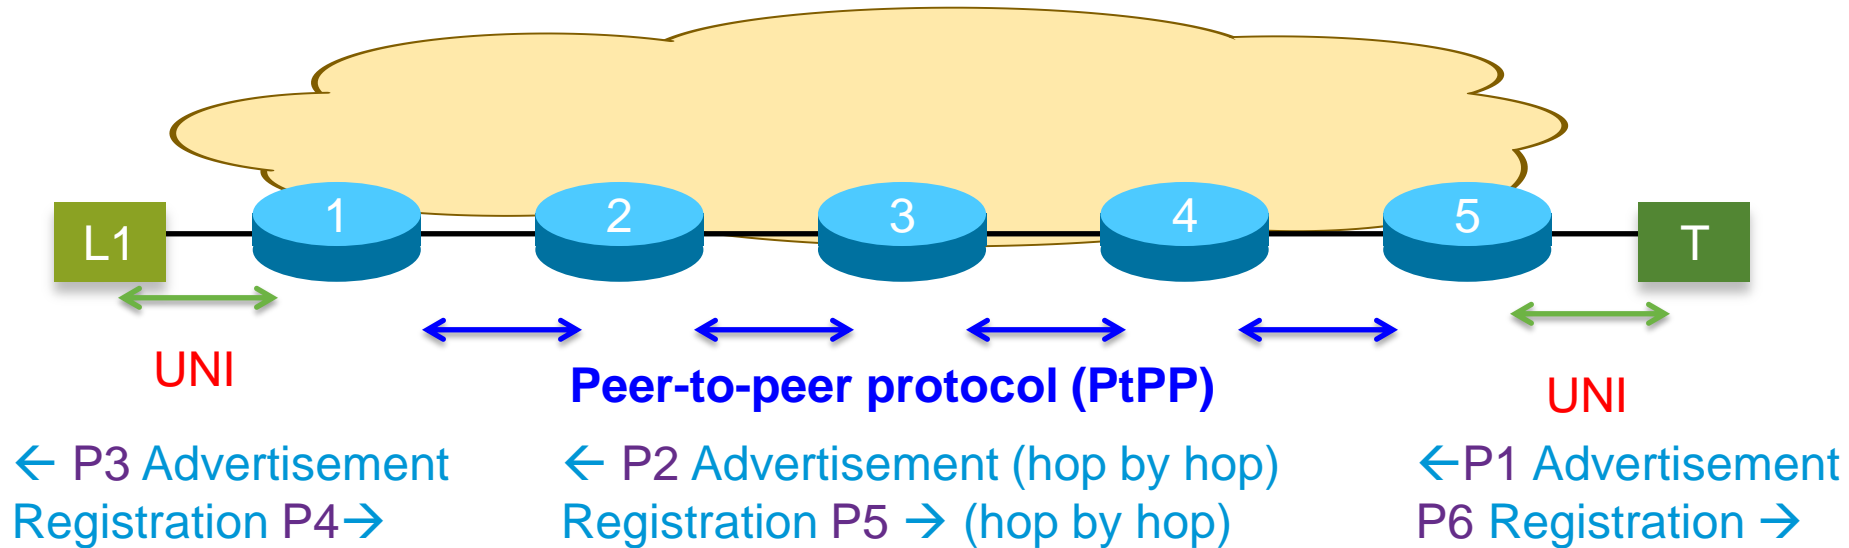 L1 1 2 3 4 5 T
UNI
Peer-to-peer protocol (PtPP)
UNI
← P3 Advertisement
Registration P4→
← P2 Advertisement (hop by hop)
Registration P5 → (hop by hop)
←P1 Advertisement
P6 Registration →